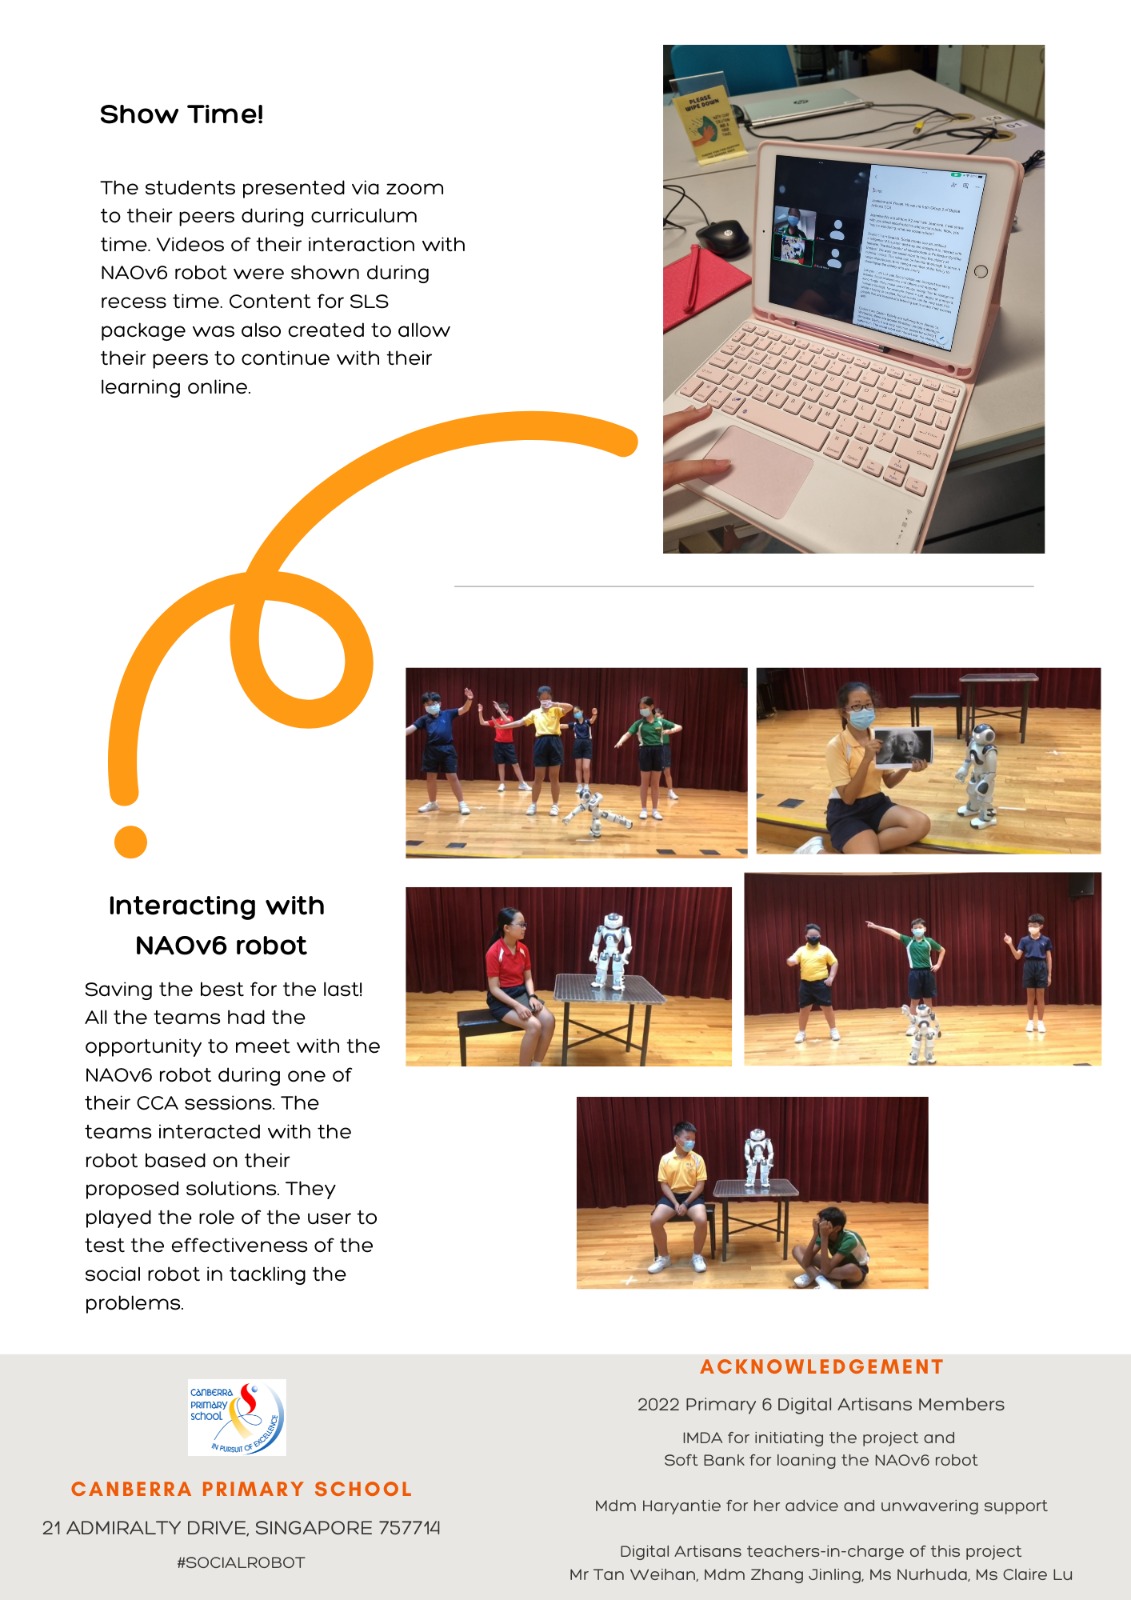 Show Time!
The students presented via zoom
to their peers during curriculum
time. Videos of their interaction with
NAOv6 robot were shown during
recess time. Content for SLS
package was also created to allow
their peers to continue with their
learning online.
PLEASE
WIPE DOWN
Interacting with
NAOv6 robot
Saving the best for the last!
All the teams had the
opportunity to meet with the
NAOv6 robot during one of
their CCA sessions. The
teams interacted with the
robot based on their
proposed solutions. They
played the role of the user to
test the effectiveness of the
social robot in tackling the
problems.
CANBERRA
PRIMARY
SCHOOL
IN PURSUIT OF EXCELLENCE
CANBERRA PRIMARY SCHOOL
21 ADMIRALTY DRIVE, SINGAPORE 757714
#SOCIALROBOT
ACKNOWLEDGEMENT
2022 Primary 6 Digital Artisans Members
IMDA for initiating the project and
Soft Bank for loaning the NAOv6 robot
Mdm Haryantie for her advice and unwavering support
Digital Artisans teachers-in-charge of this project
Mr Tan Weihan, Mdm Zhang Jinling, Ms Nurhuda, Ms Claire Lu